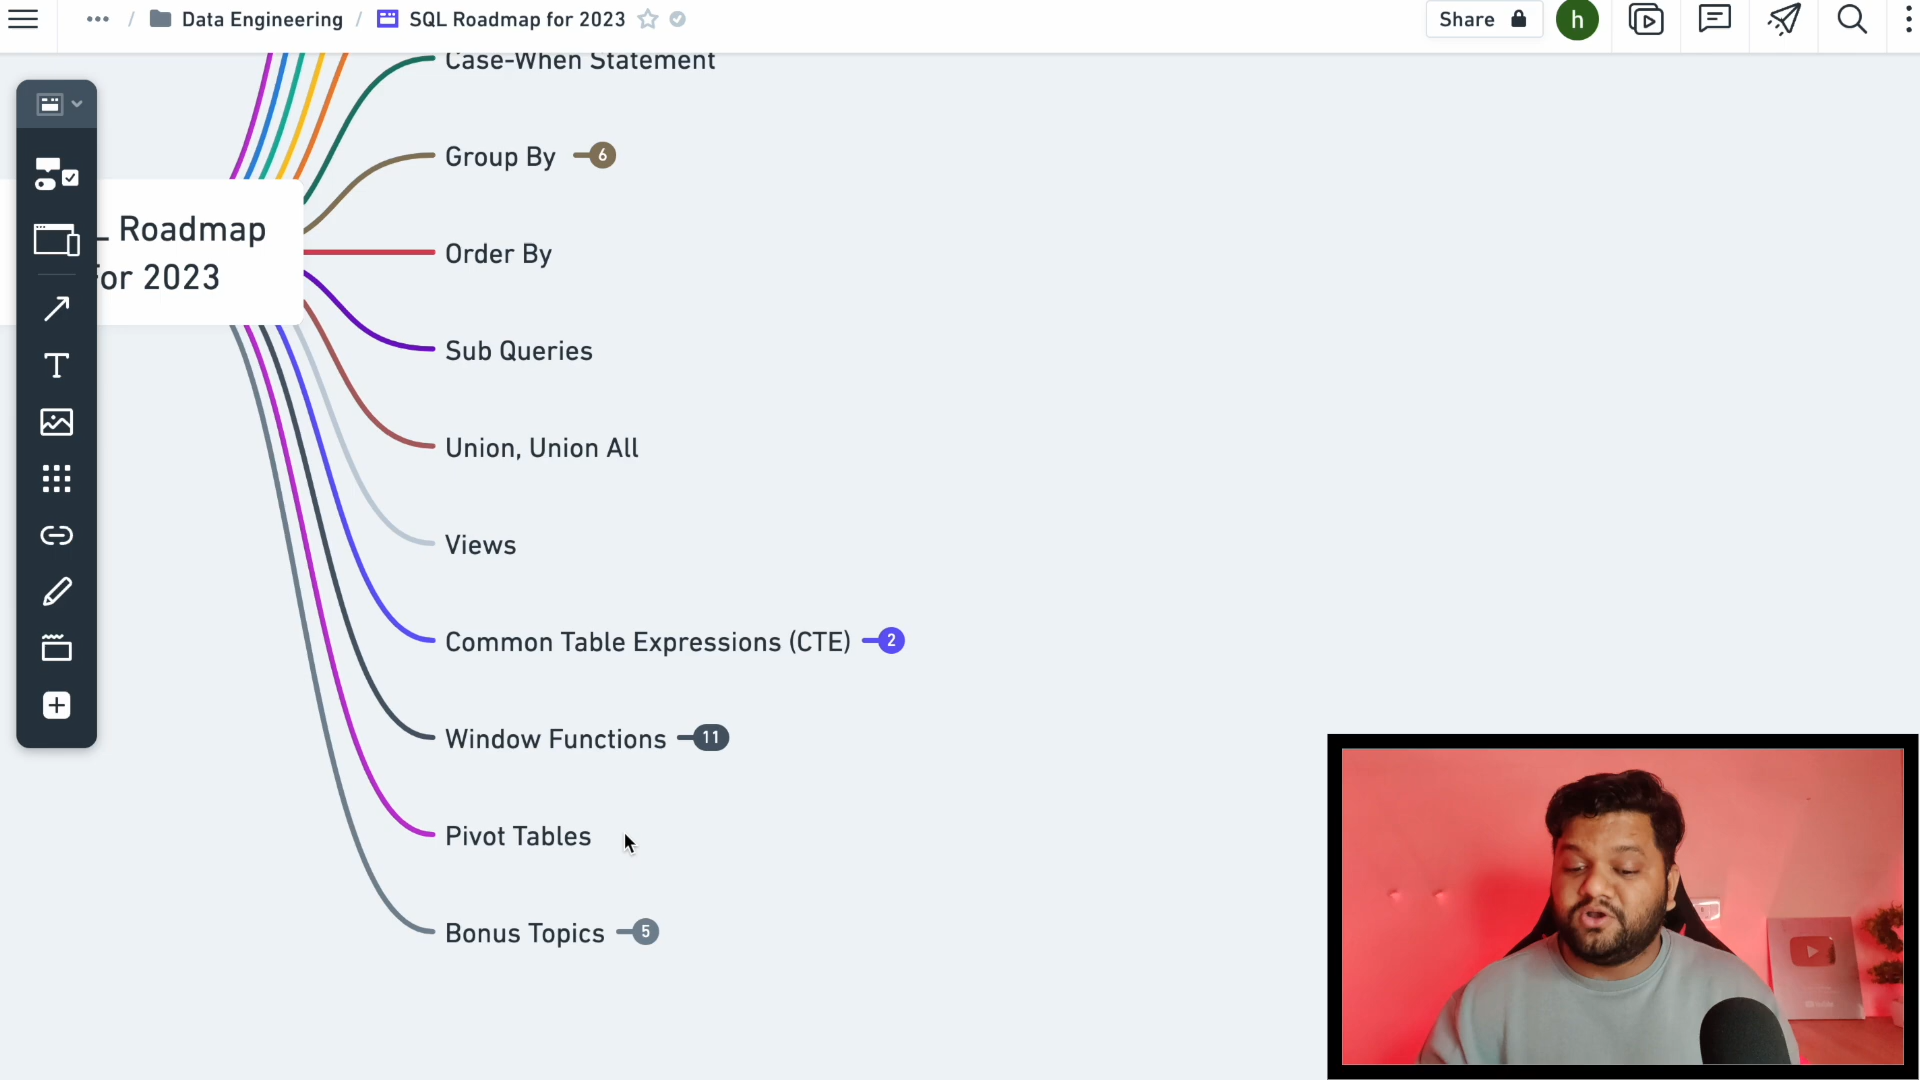 ••• / Data Engineering / SQL Roadmap for 2023
Share
h
Case-When Statement
Group By 6
L Roadmap
For 2023
Order By
Sub Queries
Union, Union All
Views
Common Table Expressions (CTE) 2
Window Functions 11
Pivot Tables
Bonus Topics 5
T